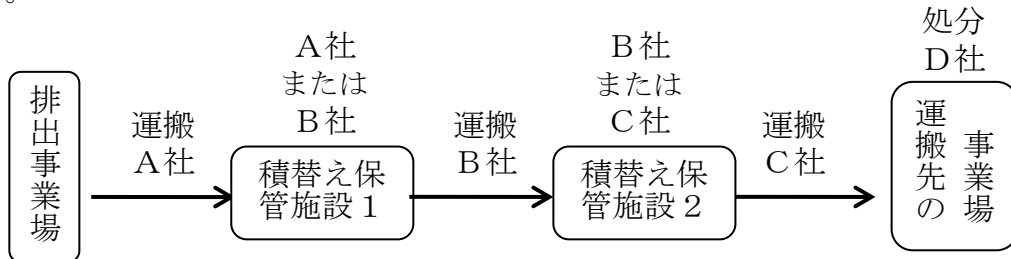 。
排出事業場
運搬
Ａ社
Ａ社
または
Ｂ社
積替え保
管施設１
運搬
Ｂ社
Ｂ社
または
Ｃ社
積替え保
管施設２
運搬
Ｃ社
処分
Ｄ社
運搬先の
事業場